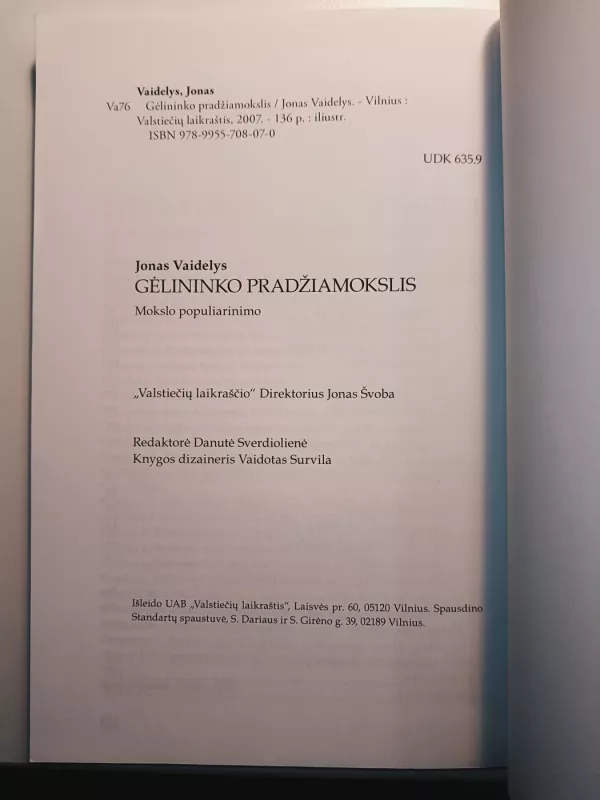 Vaidelys, Jonas
Va76 Gėlininko pradžiamokslis / Jonas Vaidelys. - Vilnius :
Valstiečių laikraštis, 2007. - 136 p. : iliustr.
ISBN 978-9955-708-07-0
UDK 635.9
Jonas Vaidelys
GĖLININKO PRADŽIAMOKSLIS
Mokslo populiarinimo
„Valstiečių laikraščio“ Direktorius Jonas Švoba
Redaktorė Danutė Sverdiolienė
Knygos dizaineris Vaidotas Survila
Išleido UAB „Valstiečių laikraštis“, Laisvės pr. 60, 05120 Vilnius. Spausdino
Standartų spaustuvė, S. Dariaus ir S. Girėno g. 39, 02189 Vilnius.